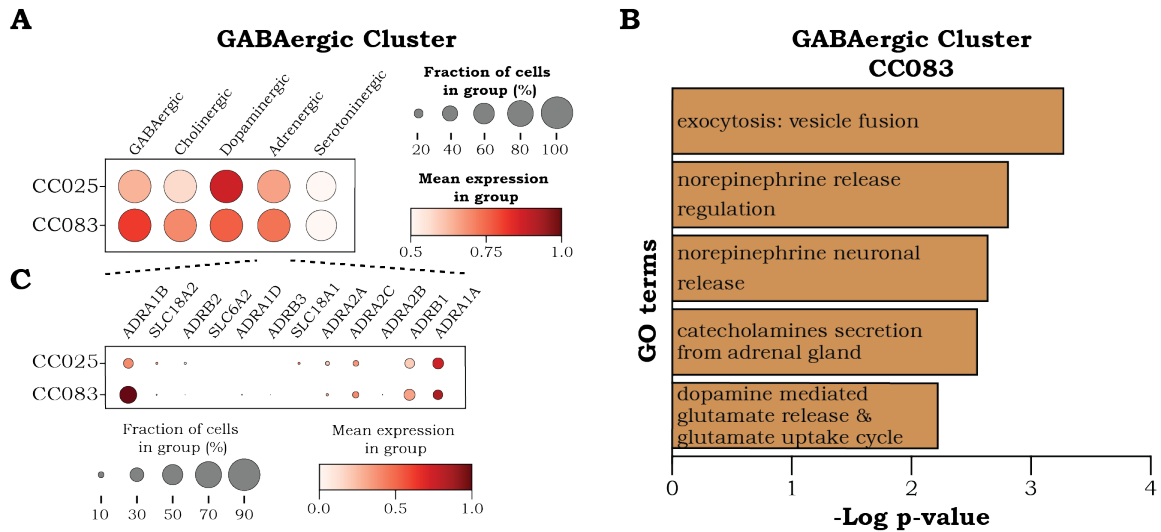 A
GABAergic Cluster
GABAergic
Cholinergic
Dopaminergic
Adrenergic
Serotoninergic
CC025
CC083
Fraction of cells
in group (%)
20 40 60 80 100
Mean expression
in group
0.5 0.75 1.0
C
ADRA1B
SLC18A2
ADRB2
SLC6A2
ADRA1D
ADRB3
SLC18A1
ADRA2A
ADRA2C
ADRA2B
ADRB1
ADRA1A
CC025
CC083
Fraction of cells
in group (%)
10 30 50 70 90
Mean expression
in group
0.0 0.5 1.0
B
GABAergic Cluster
CC083
GO terms
exocytosis: vesicle fusion
norepinephrine release
regulation
norepinephrine neuronal
release
catecholamines secretion
from adrenal gland
dopamine mediated
glutamate release &
glutamate uptake cycle
0 1 2 3 4
-Log p-value